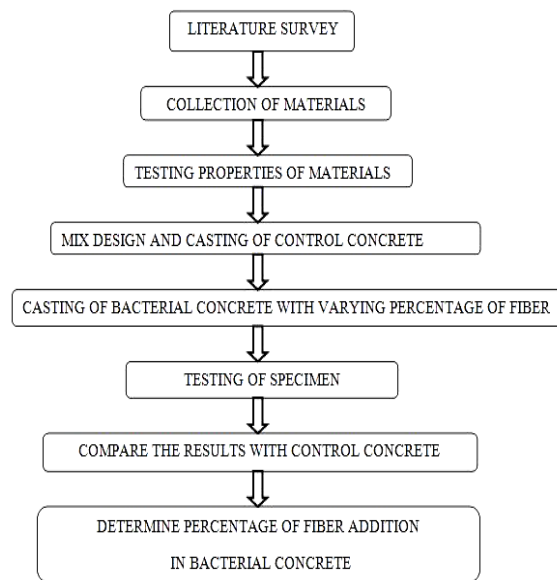 LITERATURE SURVEY
COLLECTION OF MATERIALS
TESTING PROPERTIES OF MATERIALS
MIX DESIGN AND CASTING OF CONTROL CONCRETE
CASTING OF BACTERIAL CONCRETE WITH VARYING PERCENTAGE OF FIBER
TESTING OF SPECIMEN
COMPARE THE RESULTS WITH CONTROL CONCRETE
DETERMINE PERCENTAGE OF FIBER ADDITION
IN BACTERIAL CONCRETE